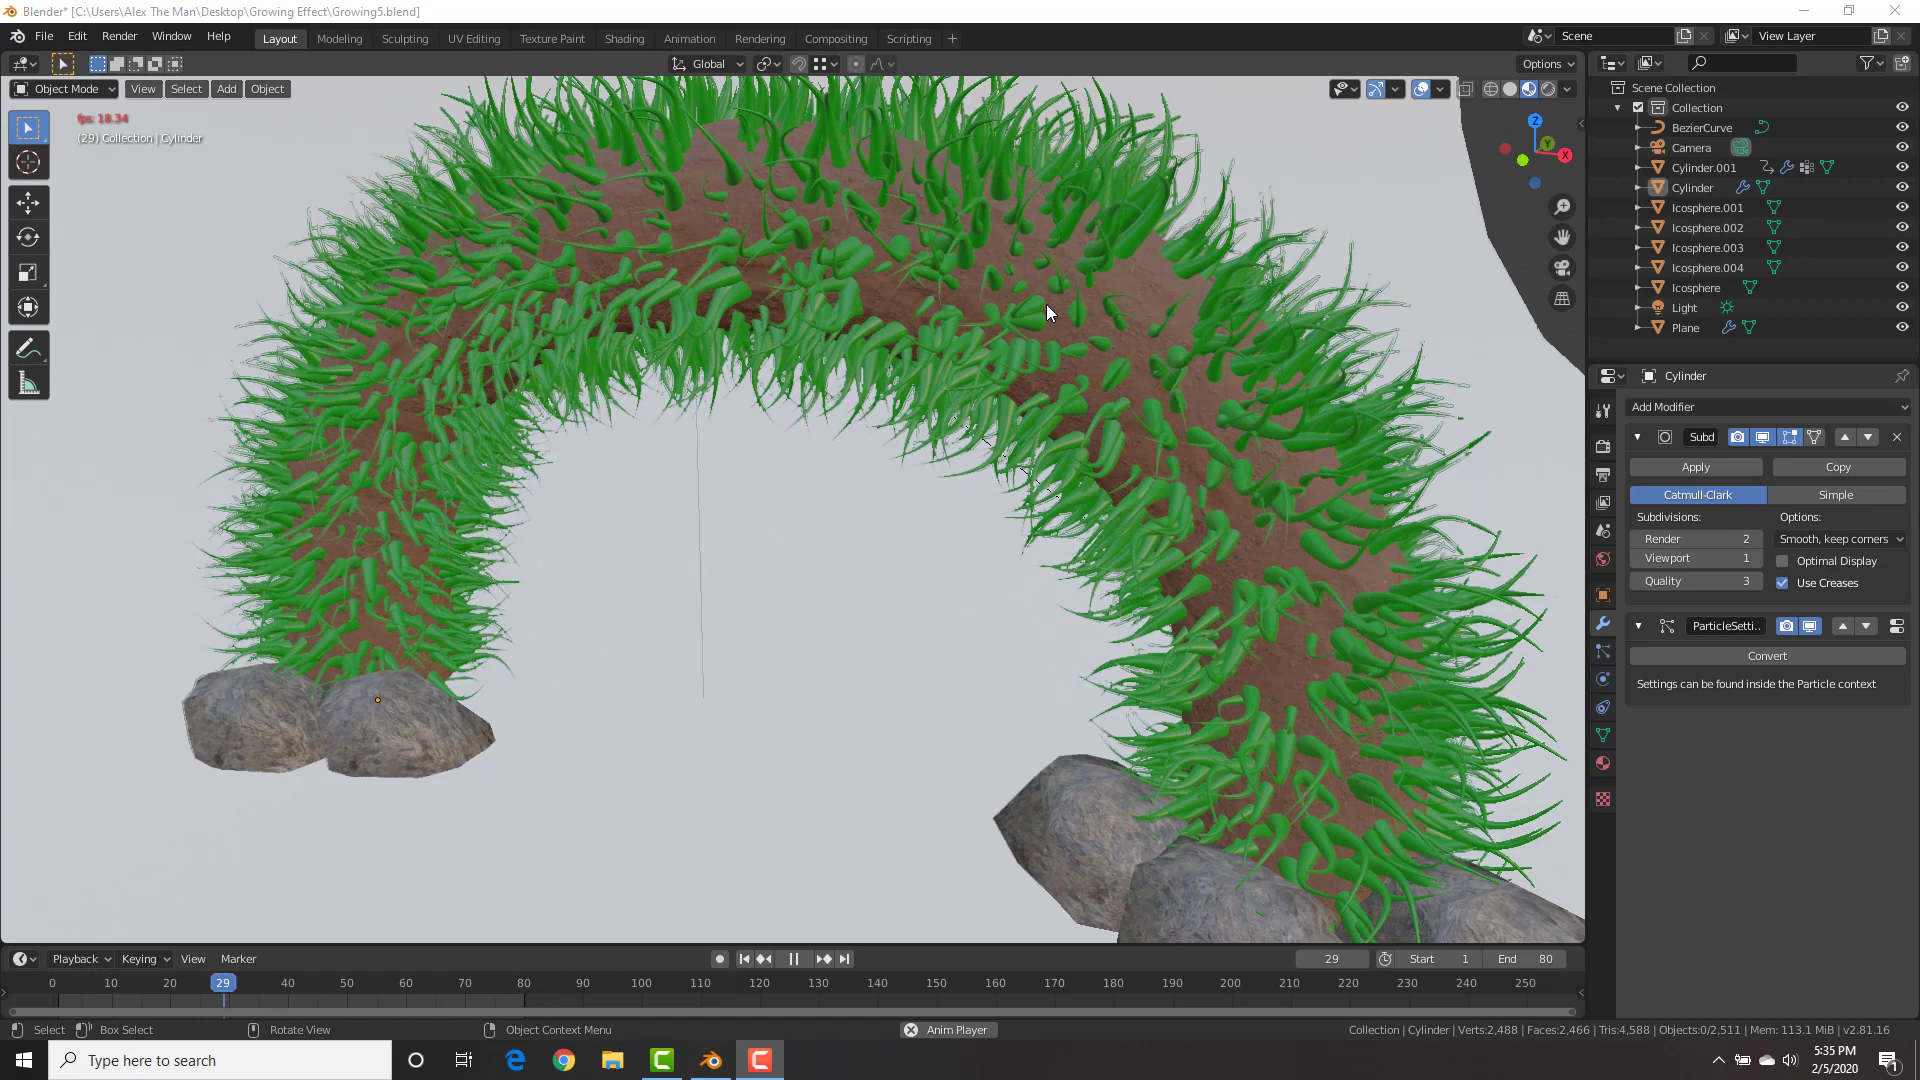 Blender* [C:\Users\Alex The Man\Desktop\Growing Effect\Growing5.blend]
File Edit Render Window Help Layout Modeling Sculpting UV Editing Texture Paint Shading Animation Rendering Compositing Scripting + Scene View Layer
Global Options
Object Mode View Select Add Object
fps: 18.34
(29) Collection | Cylinder
Z
Y
X
Scene Collection
Collection
BezierCurve
Camera
Cylinder.001
Cylinder
Icosphere.001
Icosphere.002
Icosphere.003
Icosphere.004
Icosphere
Light
Plane
Cylinder
Add Modifier
Subd
Apply Copy
Catmull-Clark Simple
Subdivisions: Options:
Render 2 Smooth, keep corners
Viewport 1 Optimal Display
Quality 3 Use Creases
ParticleSetti..
Convert
Settings can be found inside the Particle context
Playback Keying View Marker 29 Start 1 End 80
0 10 20 29 40 50 60 70 80 90 100 110 120 130 140 150 160 170 180 190 200 210 220 230 240 250
Select Box Select Rotate View Object Context Menu Anim Player Collection | Cylinder | Verts:2,488 | Faces:2,466 | Tris:4,588 | Objects:0/2,511 | Mem: 113.1 MiB | v2.81.16
Type here to search
5:35 PM
2/5/2020
1